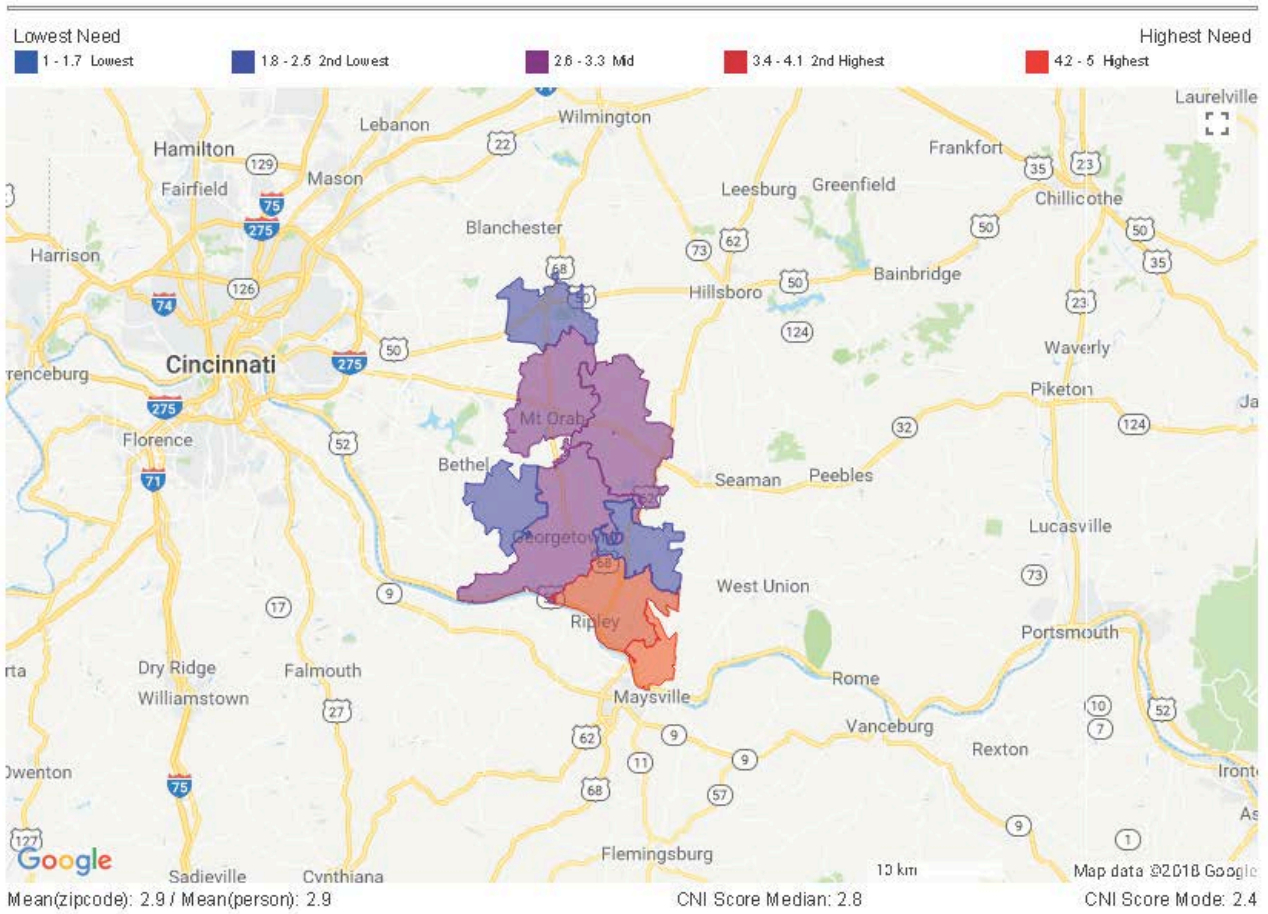 Lowest Need
Highest Need
1 - 1.7 Lowest
1.8 - 2.5 2nd Lowest
2.6 - 3.3 Mid
3.4 - 4.1 2nd Highest
4.2 - 5 Highest
Laurelville
Lebanon
Wilmington
22
Hamilton
129
Frankfort
35
23
Mason
Fairfield
75
Leesburg
Greenfield
Chillicothe
275
Blanchester
50
50
73
62
Harrison
35
68
126
50
Bainbridge
50
Hillsboro
74
23
124
50
Waverly
Cincinnati
275
renceburg
Piketon
Ja
275
Mt Orab
124
32
Florence
52
Bethel
71
Seaman
Peebles
62
Lucasville
Georgetown
68
73
West Union
9
17
Ripley
Portsmouth
rta
Dry Ridge
Falmouth
Rome
Williamstown
Maysville
10
52
27
Vanceburg
7
62
9
Rexton
9
11
Owenton
Iront
75
68
57
As
9
127
1
Google
Flemingsburg
10 km
Map data ©2018 Google
Sadieville
Cynthiana
Mean(zipcode): 2.9 / Mean(person): 2.9
CNI Score Median: 2.8
CNI Score Mode: 2.4